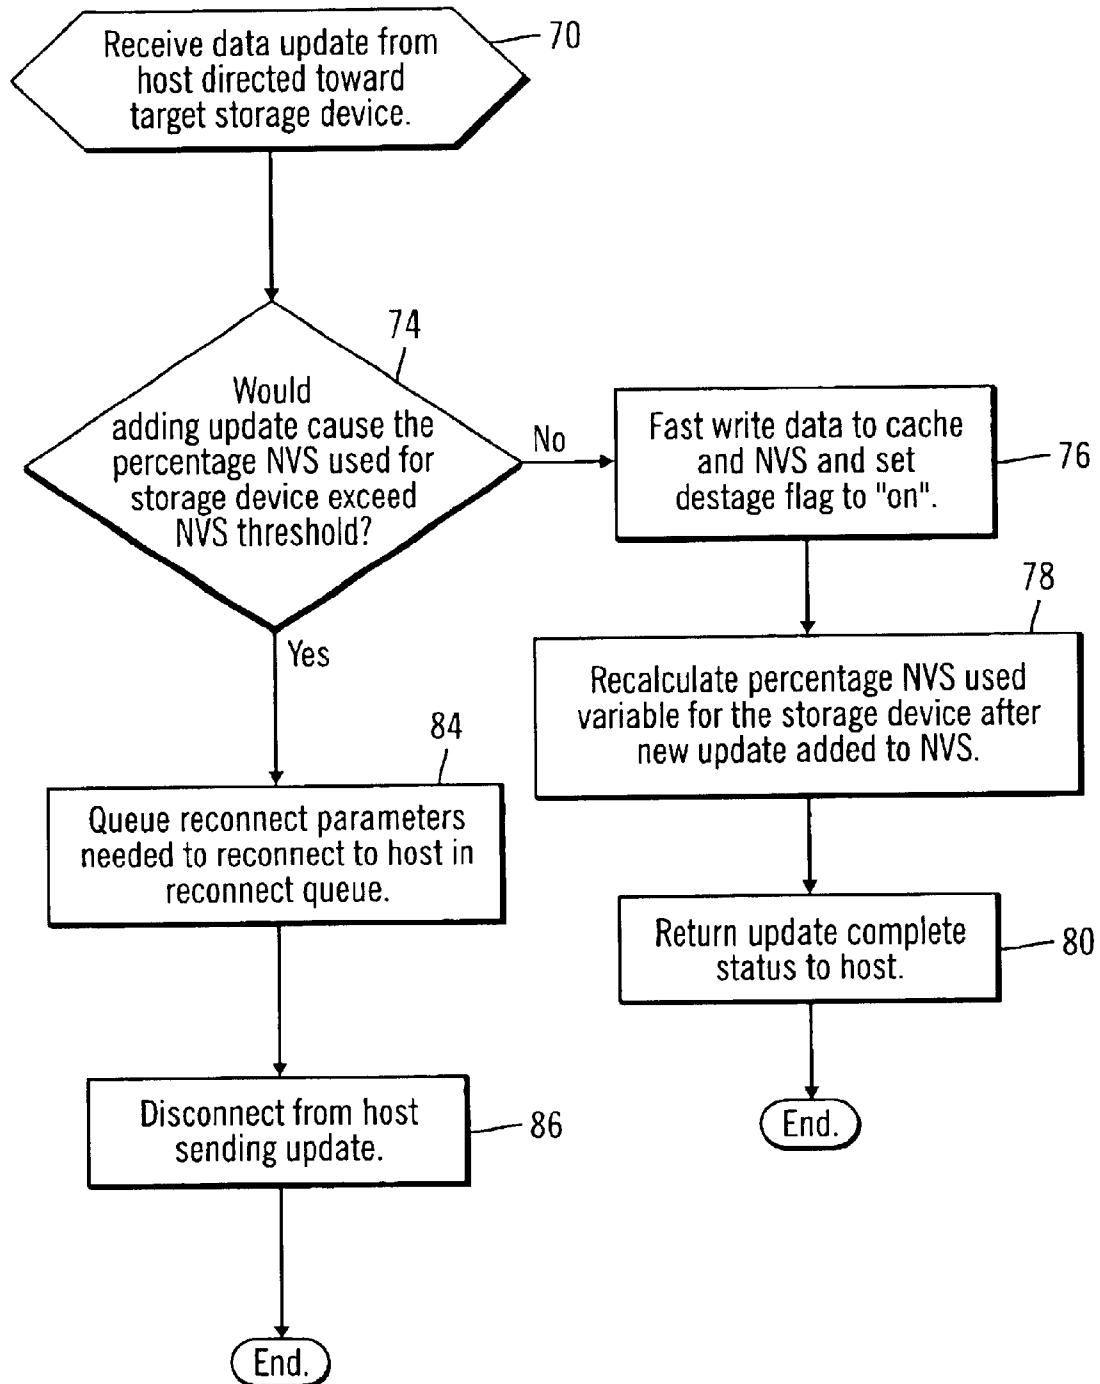 Receive data update from
host directed toward
target storage device.
70
74
Would
adding update cause the
percentage NVS used for
storage device exceed
NVS threshold?
No
Fast write data to cache
and NVS and set
destage flag to "on".
76
Yes
78
Recalculate percentage NVS used
variable for the storage device after
new update added to NVS.
84
Queue reconnect parameters
needed to reconnect to host in
reconnect queue.
Return update complete
status to host.
80
Disconnect from host
sending update.
86
End.
End.